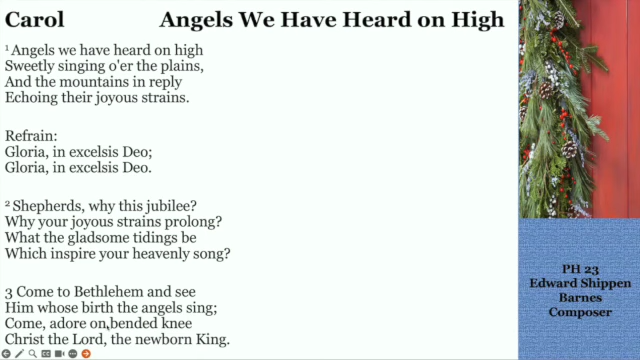 Carol Angels We Have Heard on High
1 Angels we have heard on high
Sweetly singing o'er the plains,
And the mountains in reply
Echoing their joyous strains.
Refrain:
Gloria, in excelsis Deo;
Gloria, in excelsis Deo.
2 Shepherds, why this jubilee?
Why your joyous strains prolong?
What the gladsome tidings be
Which inspire your heavenly song?
3 Come to Bethlehem and see
Him whose birth the angels sing;
Come, adore on bended knee
Christ the Lord, the newborn King.
PH 23
Edward Shippen
Barnes
Composer